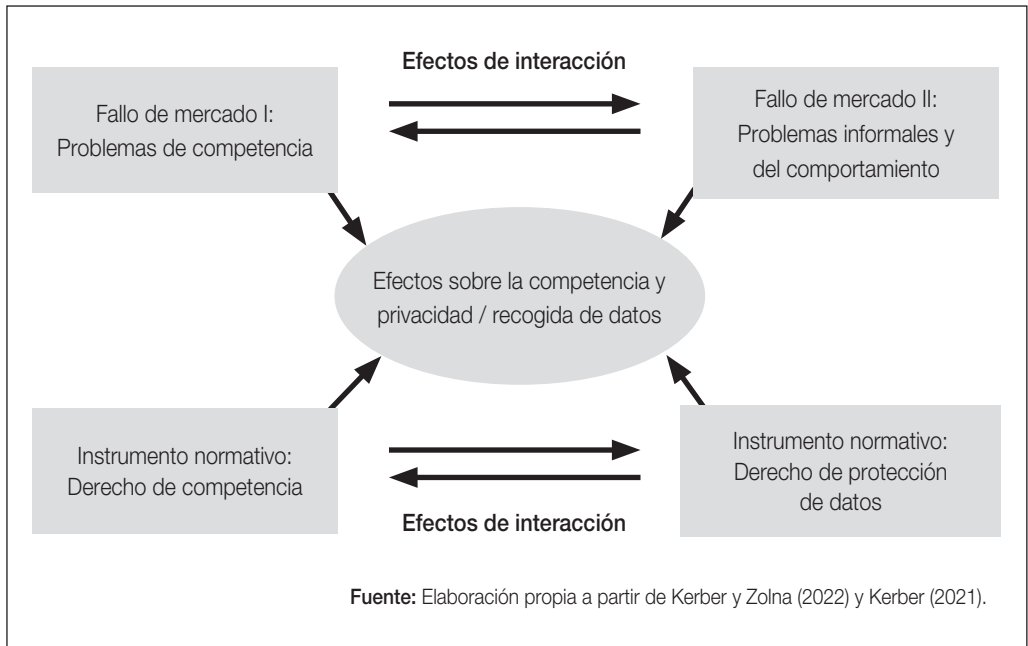 Efectos de interacción
Fallo de mercado I:
Problemas de competencia
Fallo de mercado II:
Problemas informales y
del comportamiento
Efectos sobre la competencia y
privacidad / recogida de datos
Instrumento normativo:
Derecho de competencia
Instrumento normativo:
Derecho de protección
de datos
Efectos de interacción
Fuente: Elaboración propia a partir de Kerber y Zolna (2022) y Kerber (2021).